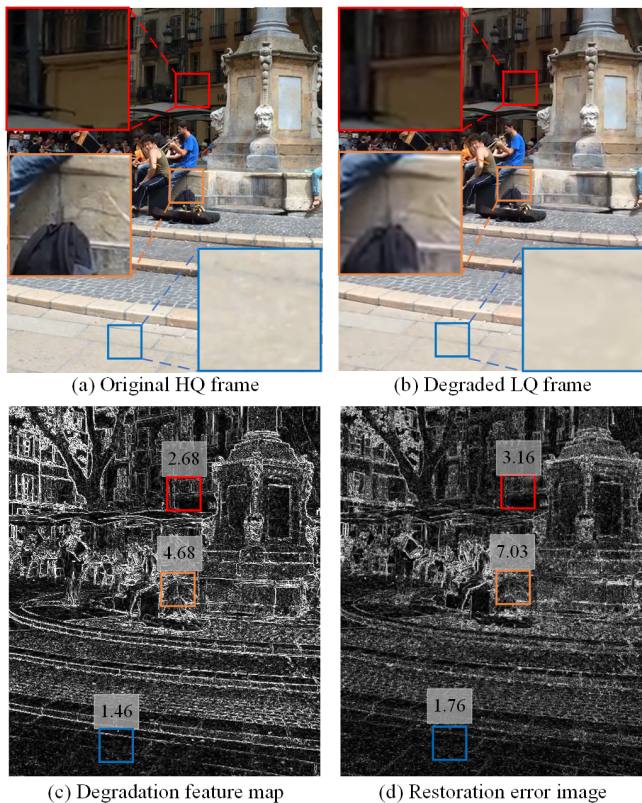 (a) Original HQ frame
(b) Degraded LQ frame
2.68
3.16
4.68
7.03
1.46
1.76
(c) Degradation feature map
(d) Restoration error image